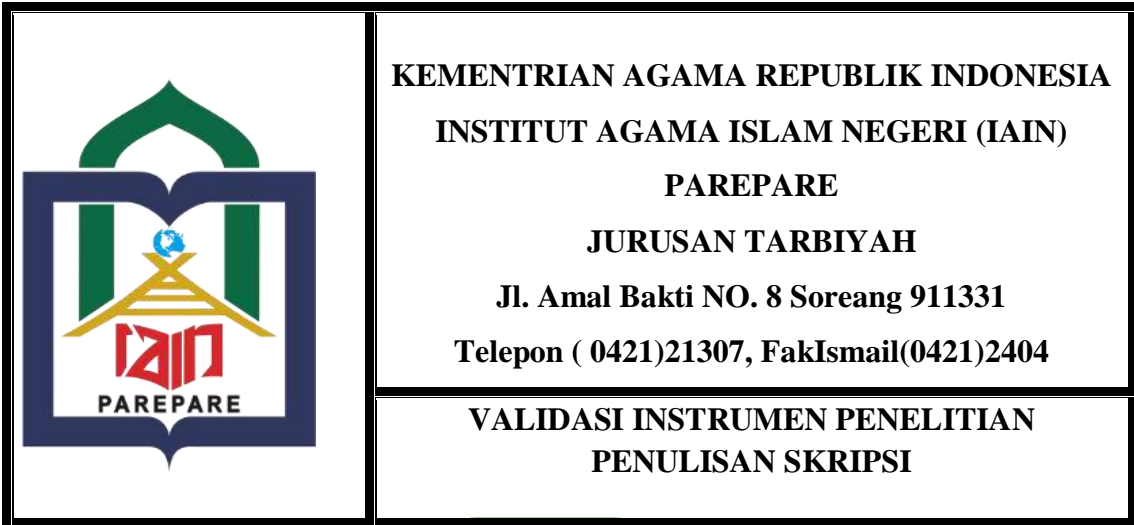 KEMENTRIAN AGAMA REPUBLIK INDONESIA
INSTITUT AGAMA ISLAM NEGERI (IAIN)
PAREPARE
JURUSAN TARBIYAH
Jl. Amal Bakti NO. 8 Soreang 911331
Telepon ( 0421)21307, FakIsmail(0421)2404
VALIDASI INSTRUMEN PENELITIAN
PENULISAN SKRIPSI
iain
PAREPARE